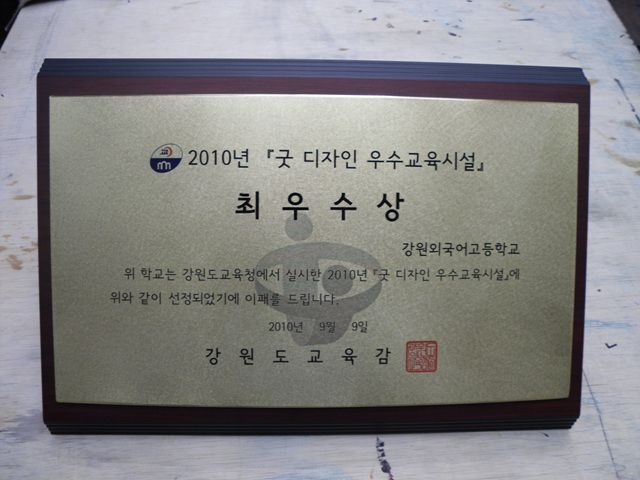 2010년 『굿 디자인 우수교육시설』
최우수상
강원외국어고등학교
위 학교는 강원도교육청에서 실시한 2010년 『굿 디자인 우수교육시설』에
위와 같이 선정되었기에 이패를 드립니다.
2010년 9월 9일
강원도교육감